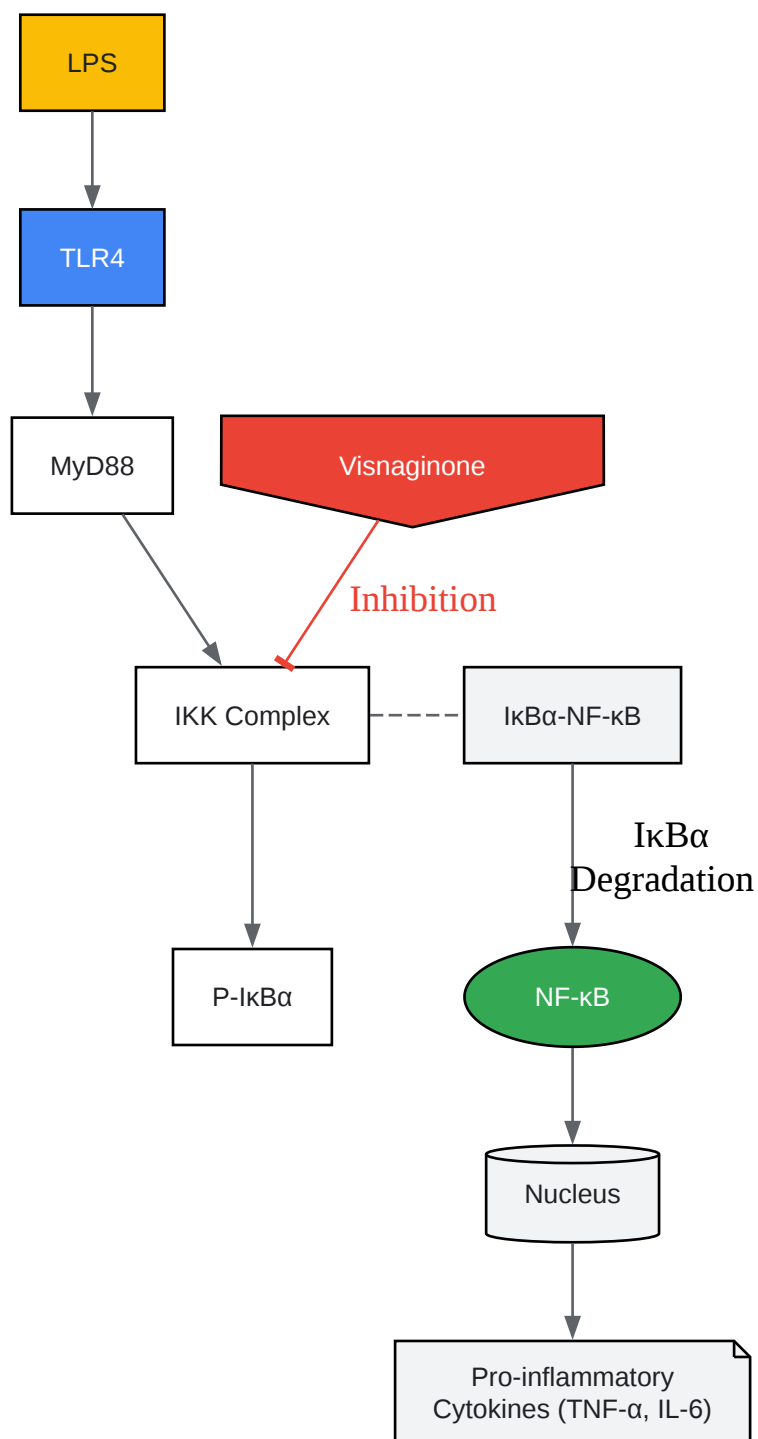 LPS
TLR4
MyD88
Visnaginone
Inhibition
IKK Complex
IκBα-NF-κB
IκBα
Degradation
P-IκBα
NF-κB
Nucleus
Pro-inflammatory
Cytokines (TNF-α, IL-6)